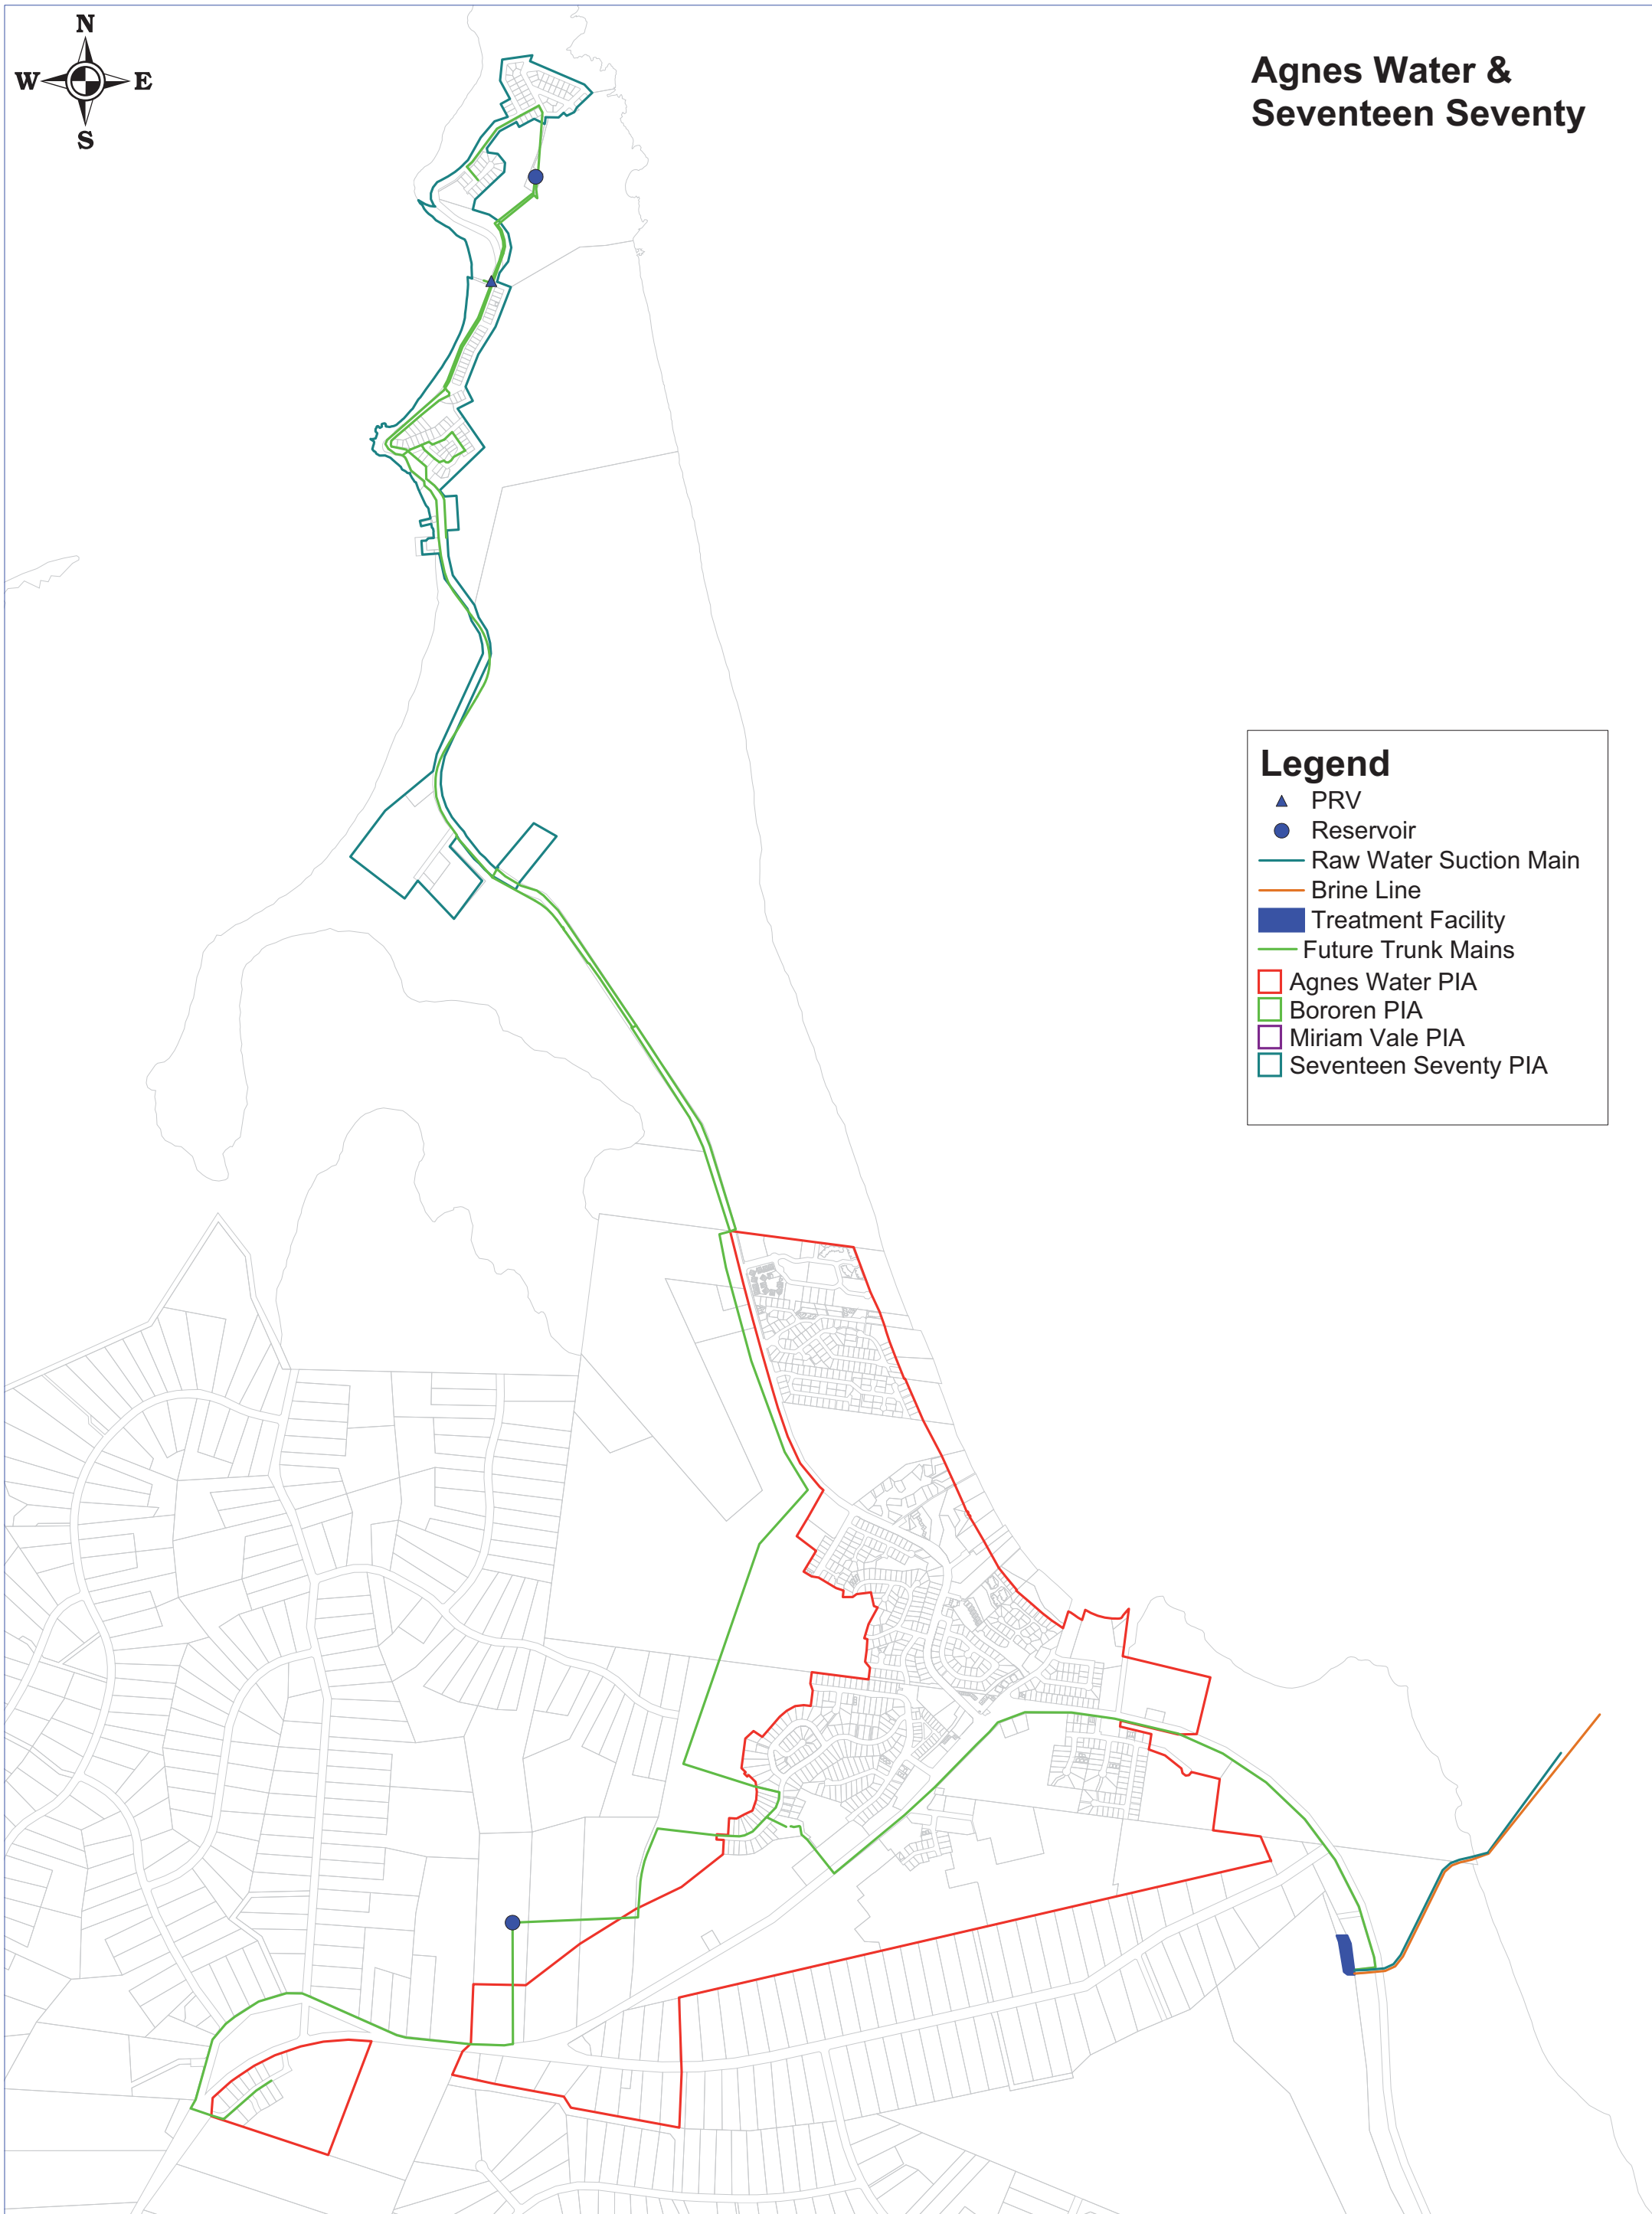 N
W E
S
Agnes Water &
Seventeen Seventy
Legend
PRV
Reservoir
Raw Water Suction Main
Brine Line
Treatment Facility
Future Trunk Mains
Agnes Water PIA
Bororen PIA
Miriam Vale PIA
Seventeen Seventy PIA